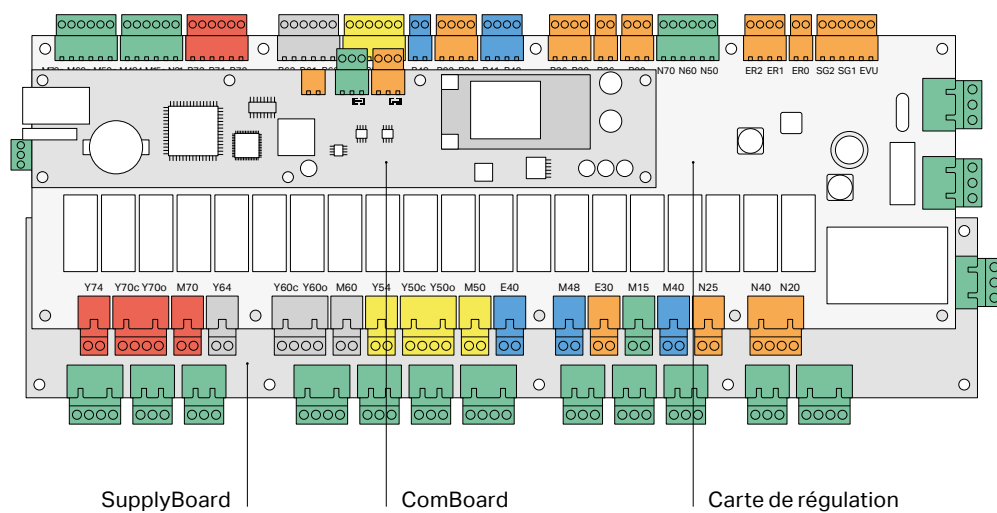 N70 N60 N50 ER2 ER1 ER0 SG2 SG1 EVU
Y74 Y70c Y70o M70 Y64 Y60c Y60o M60 Y54 Y50c Y50o M50 E40 M48 E30 M15 M40 N25 N40 N20
SupplyBoard ComBoard Carte de régulation